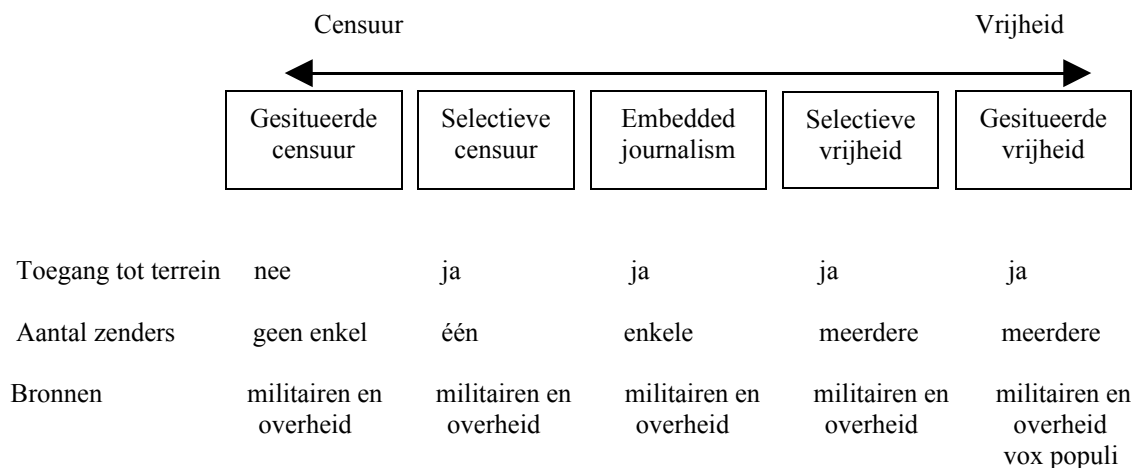 Censuur Vrijheid
Gesitueerde censuur Selectieve censuur Embedded journalism Selectieve vrijheid Gesitueerde vrijheid
Toegang tot terrein nee ja ja ja ja
Aantal zenders geen enkel één enkele meerdere meerdere
Bronnen militairen en militairen en militairen en militairen en militairen en
overheid overheid overheid overheid overheid
vox populi